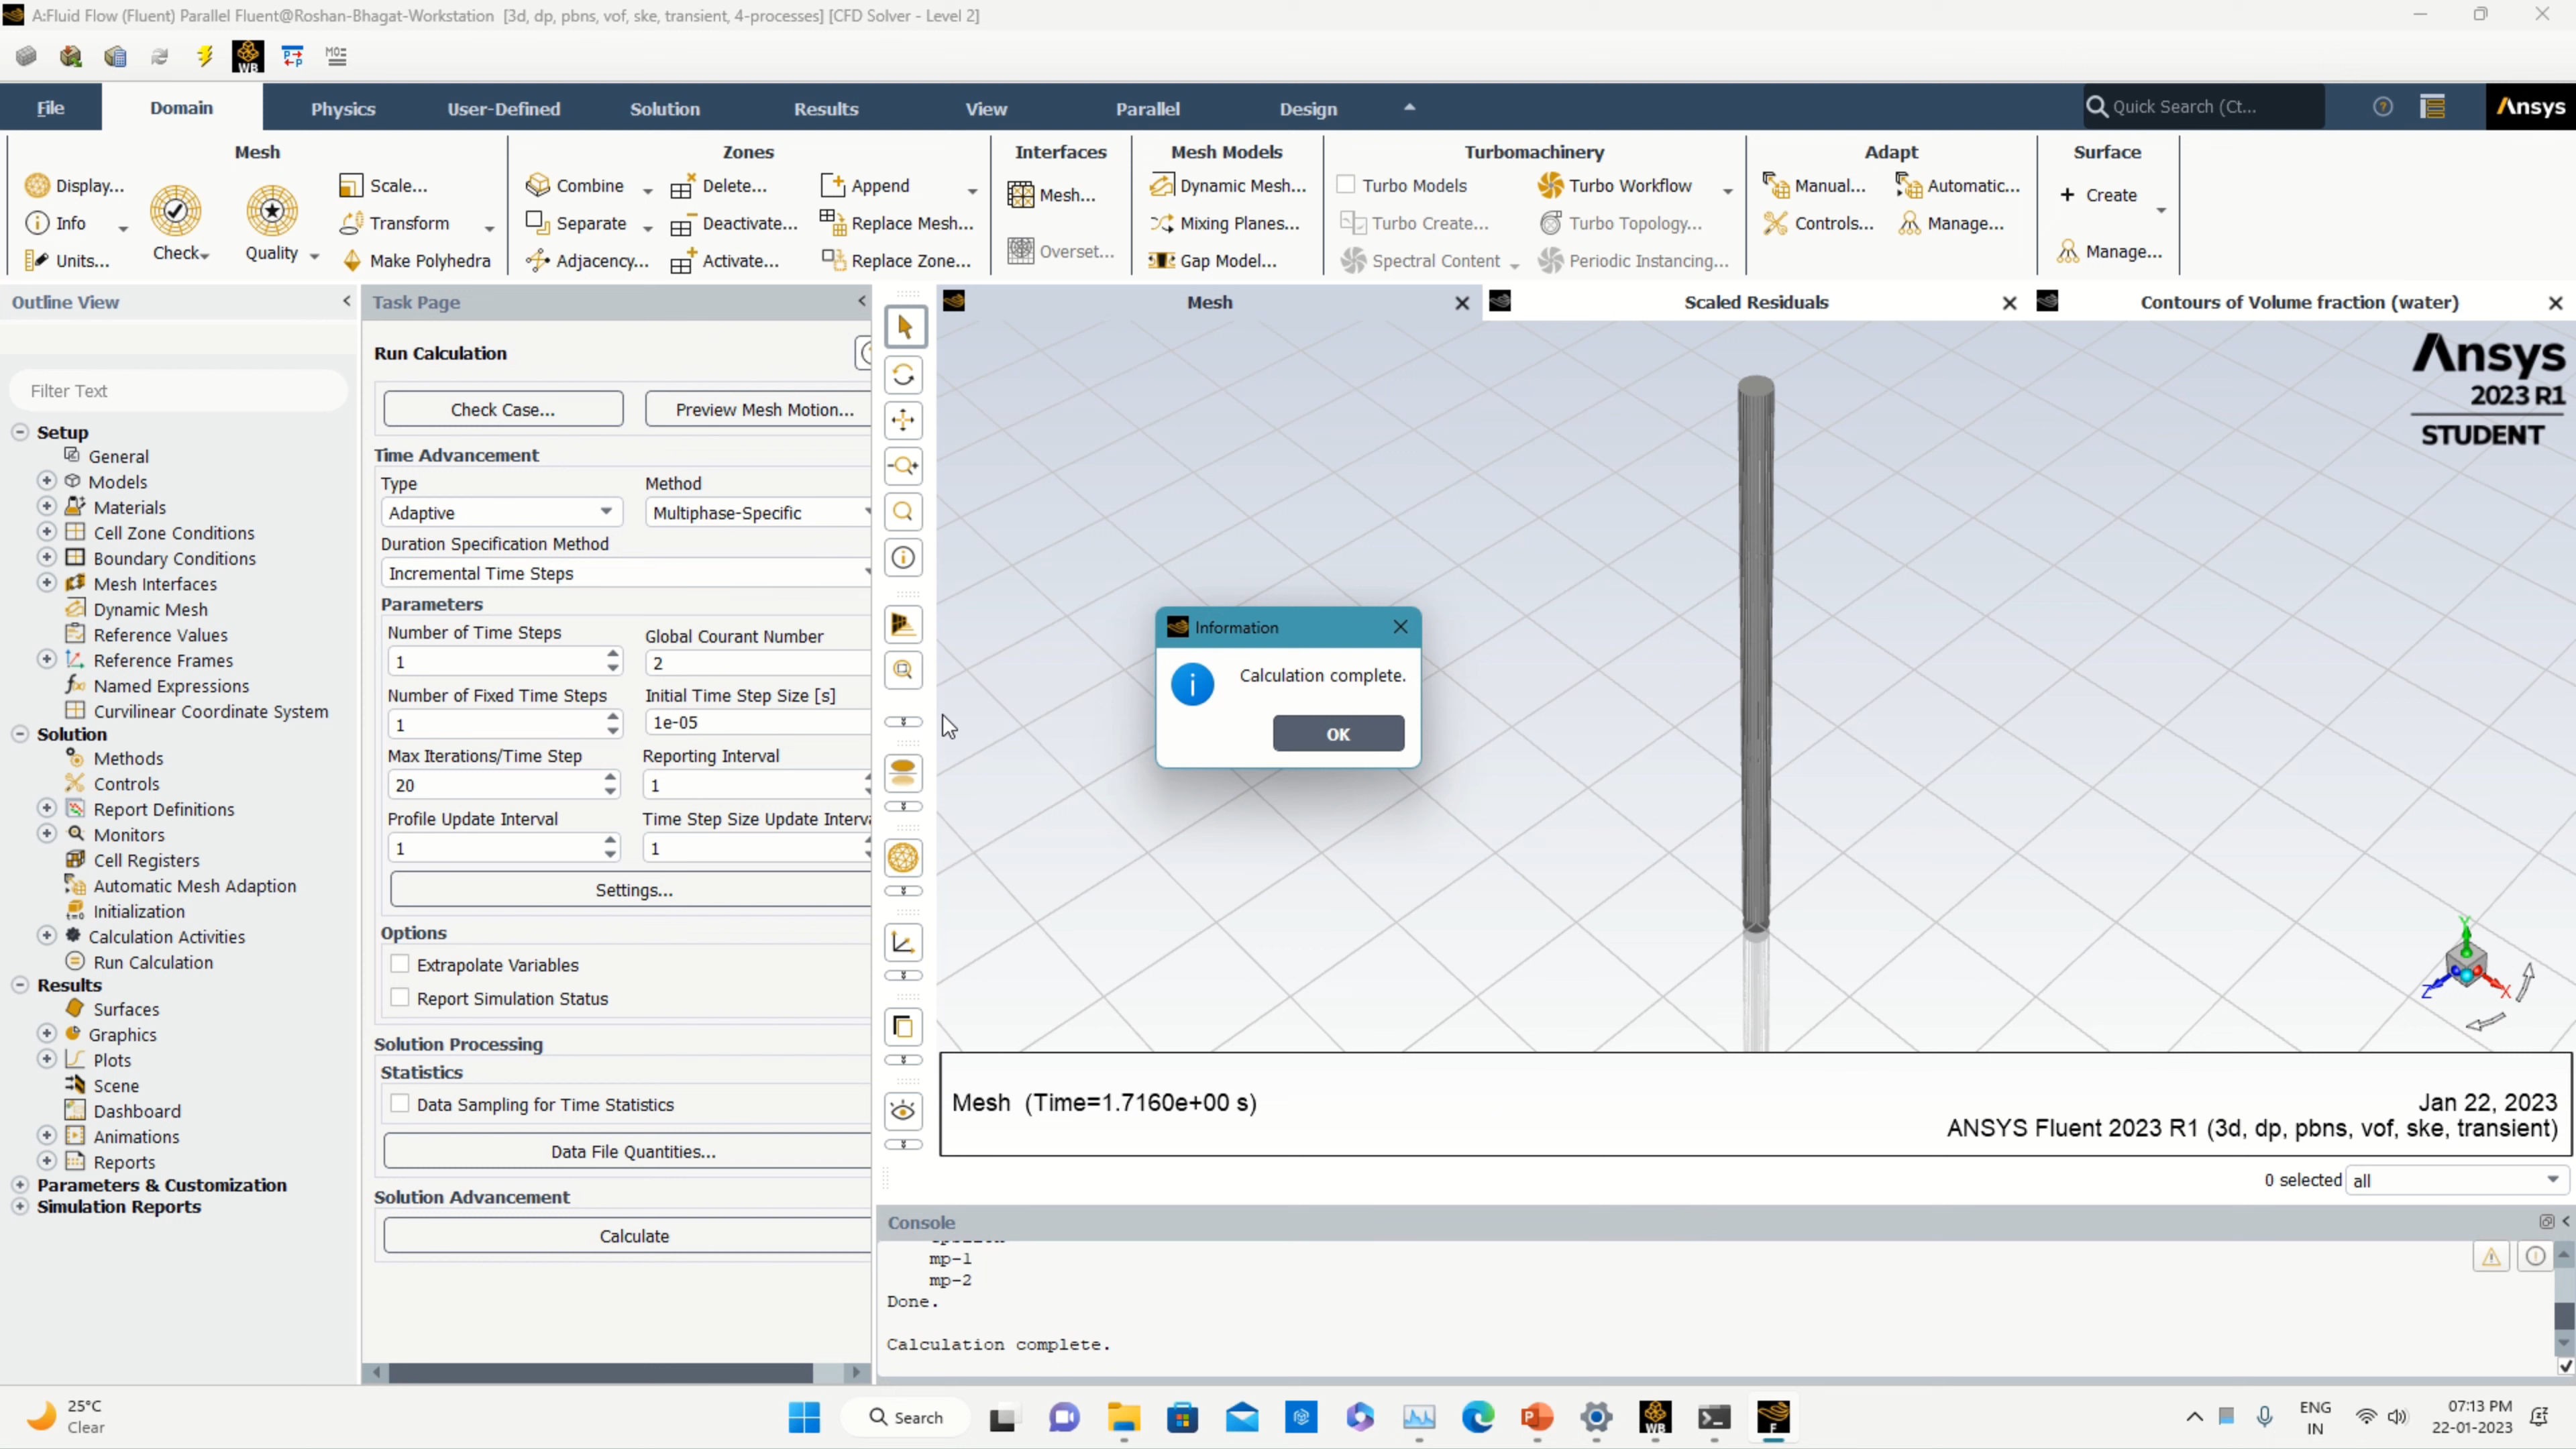 A:Fluid Flow (Fluent) Parallel Fluent@Roshan-Bhagat-Workstation [3d, dp, pbns, vof, ske, transient, 4-processes] [CFD Solver - Level 2]
WB
File Domain Physics User-Defined Solution Results View Parallel Design Quick Search (Ct... Ansys
Mesh Zones Interfaces Mesh Models Turbomachinery Adapt Surface
Display... Scale... Combine Delete... Append Mesh... Dynamic Mesh... Turbo Models Turbo Workflow Manual... Automatic... + Create
Info Transform Separate Deactivate... Replace Mesh... Mixing Planes... Turbo Create... Turbo Topology... Controls... Manage...
Check Quality Overset... Manage...
Units... Make Polyhedra Adjacency... Activate... Replace Zone... Gap Model... Spectral Content Periodic Instancing...
Outline View
Filter Text
Setup
General
Models
Materials
Cell Zone Conditions
Boundary Conditions
Mesh Interfaces
Dynamic Mesh
Reference Values
Reference Frames
Named Expressions
Curvilinear Coordinate System
Solution
Methods
Controls
Report Definitions
Monitors
Cell Registers
Automatic Mesh Adaption
Initialization
Calculation Activities
Run Calculation
Results
Surfaces
Graphics
Plots
Scene
Dashboard
Animations
Reports
Parameters & Customization
Simulation Reports
Task Page
Run Calculation
Check Case... Preview Mesh Motion...
Time Advancement
Type Method
Adaptive Multiphase-Specific
Duration Specification Method
Incremental Time Steps
Parameters
Number of Time Steps Global Courant Number
1 2
Number of Fixed Time Steps Initial Time Step Size [s]
1 1e-05
Max Iterations/Time Step Reporting Interval
20 1
Profile Update Interval Time Step Size Update Interv
1 1
Settings...
Options
Extrapolate Variables
Report Simulation Status
Solution Processing
Statistics
Data Sampling for Time Statistics
Data File Quantities...
Solution Advancement
Calculate
Mesh Scaled Residuals Contours of Volume fraction (water)
Ansys
2023 R1
STUDENT
Information
Calculation complete.
OK
Y
Z X
Mesh (Time=1.7160e+00 s)
Jan 22, 2023
ANSYS Fluent 2023 R1 (3d, dp, pbns, vof, ske, transient)
0 selected all
Console
mp-1
mp-2
Done.
Calculation complete.
25°C
Clear
Search
WB
F
ENG
IN
07:13 PM
22-01-2023